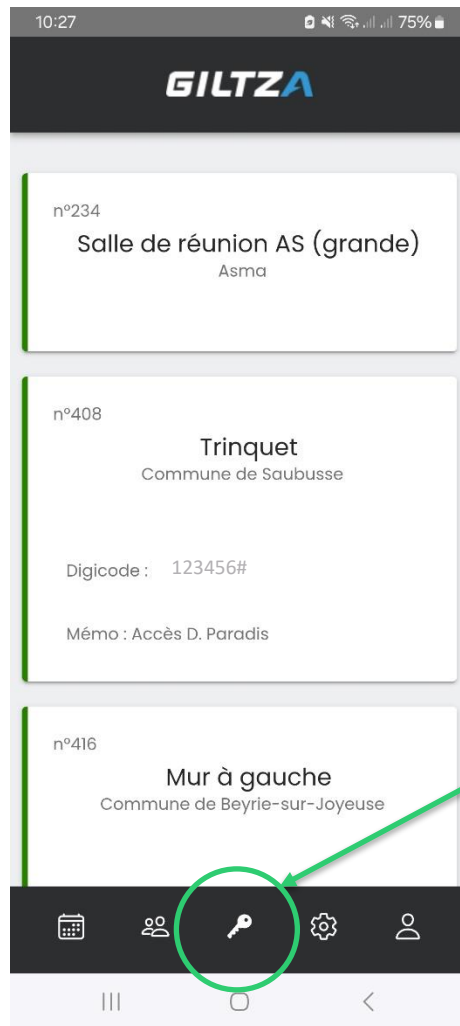 10:27 75%
GILTZA
n°234
Salle de réunion AS (grande)
Asma
n°408
Trinquet
Commune de Saubusse
Digicode : 123456#
Mémo : Accès D. Paradis
n°416
Mur à gauche
Commune de Beyrie-sur-Joyeuse